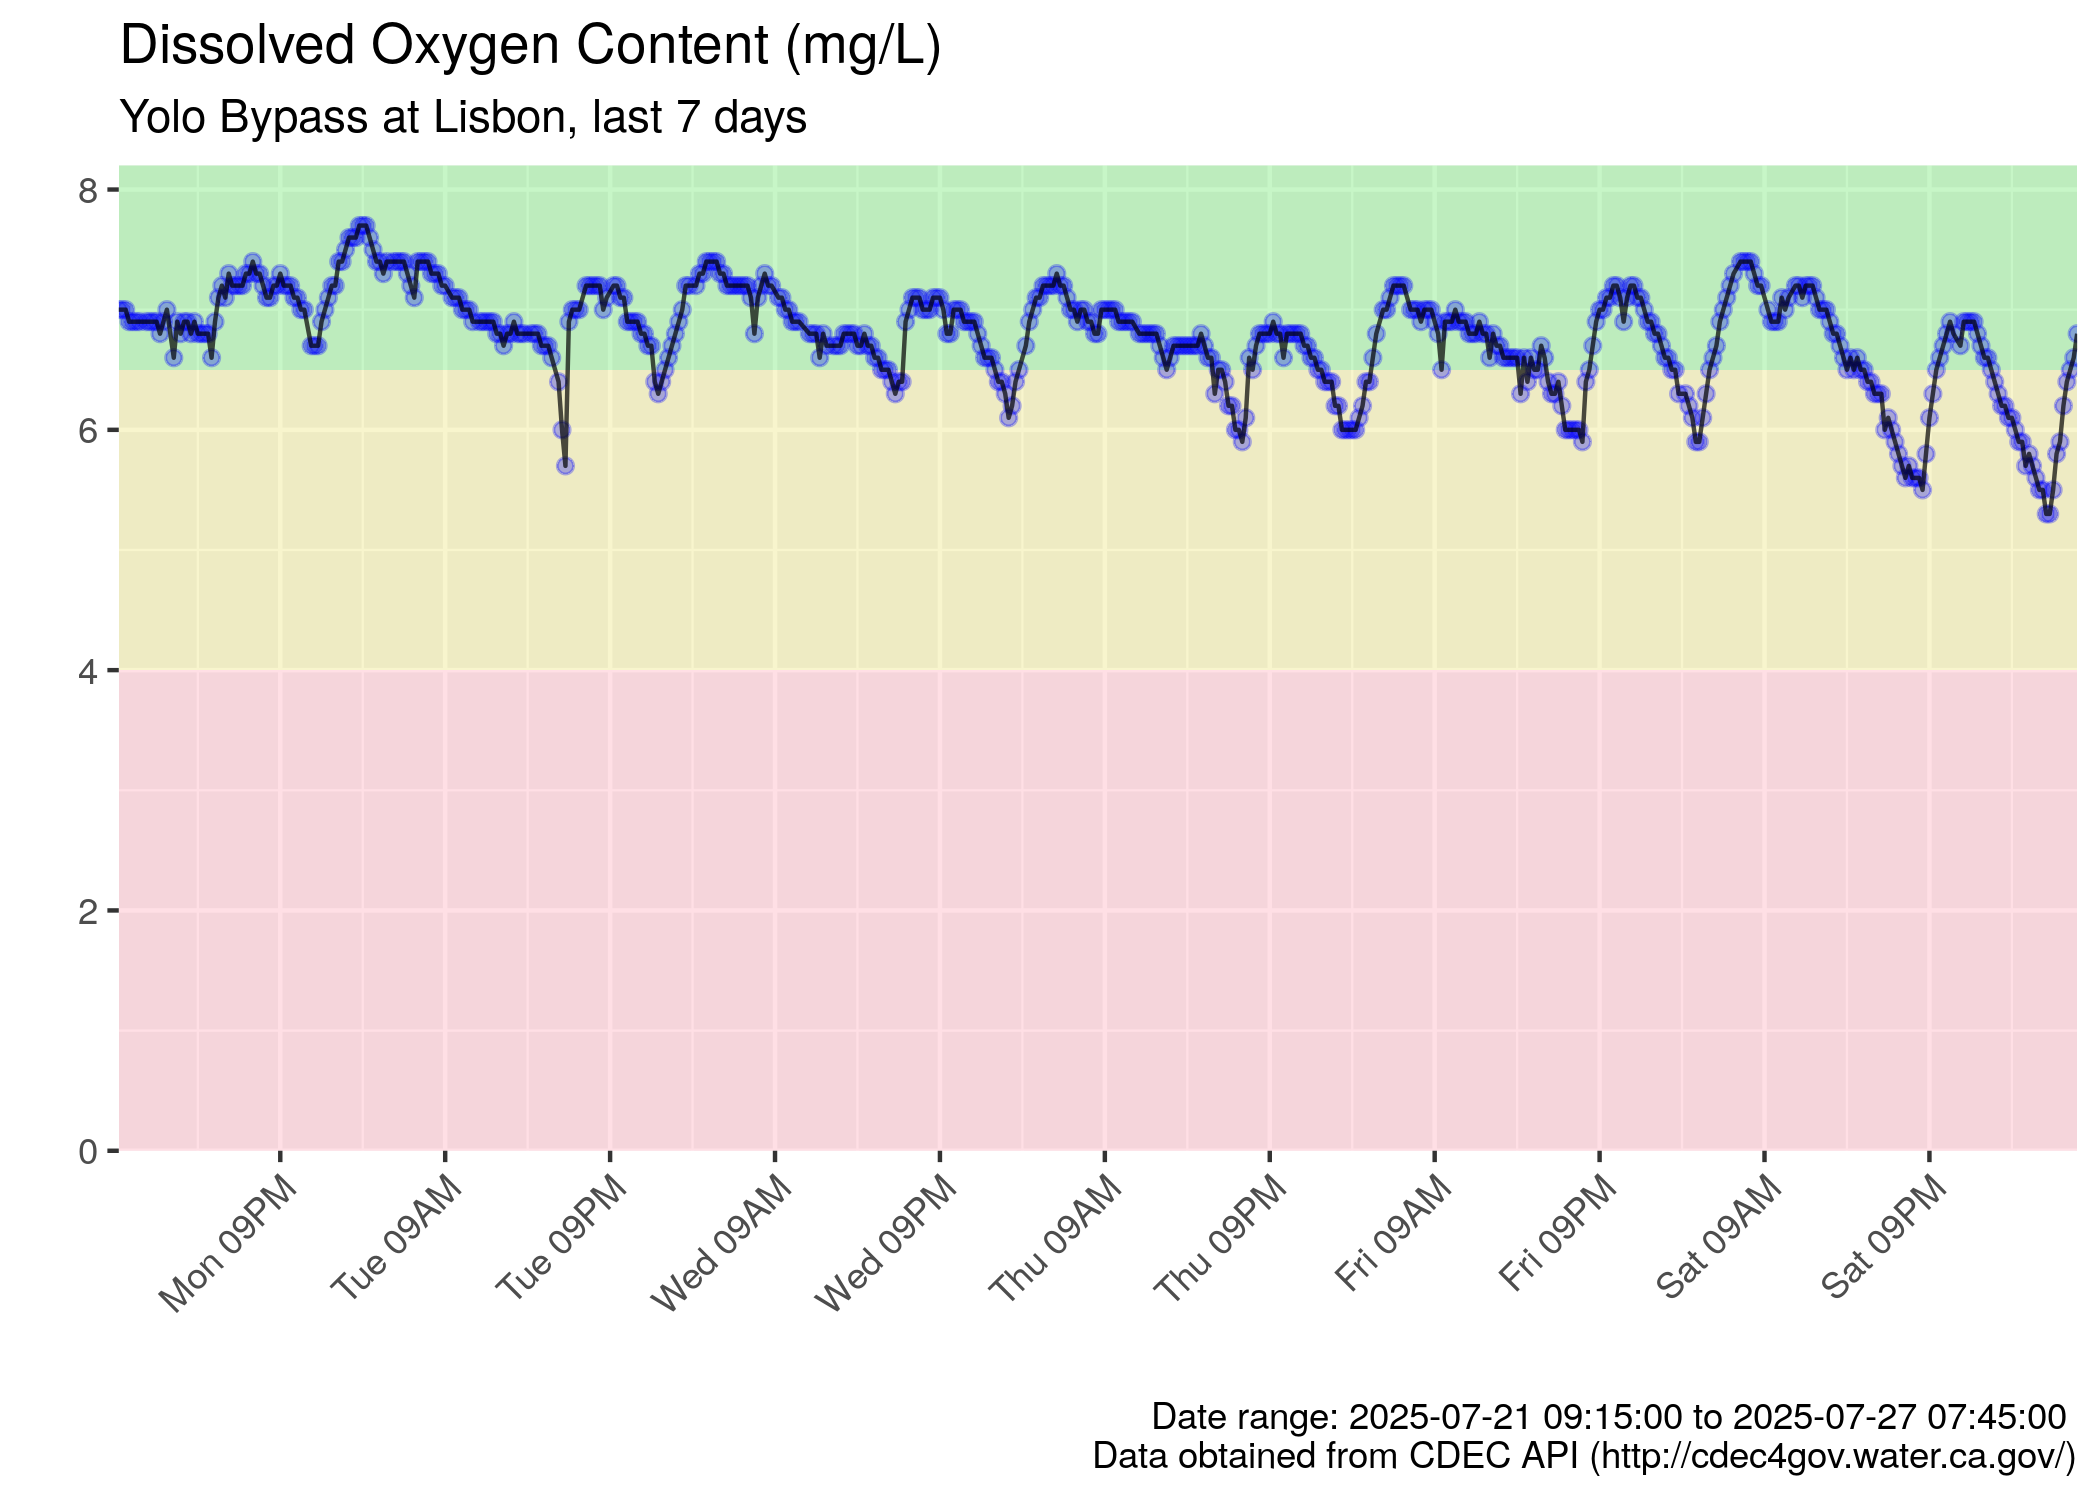 Dissolved Oxygen Content (mg/L)
Yolo Bypass at Lisbon, last 7 days
8
6
4
2
0
Mon 09PM
Tue 09AM
Tue 09PM
Wed 09AM
Wed 09PM
Thu 09AM
Thu 09PM
Fri 09AM
Fri 09PM
Sat 09AM
Sat 09PM
Date range: 2025-07-21 09:15:00 to 2025-07-27 07:45:00
Data obtained from CDEC API (http://cdec4gov.water.ca.gov/)